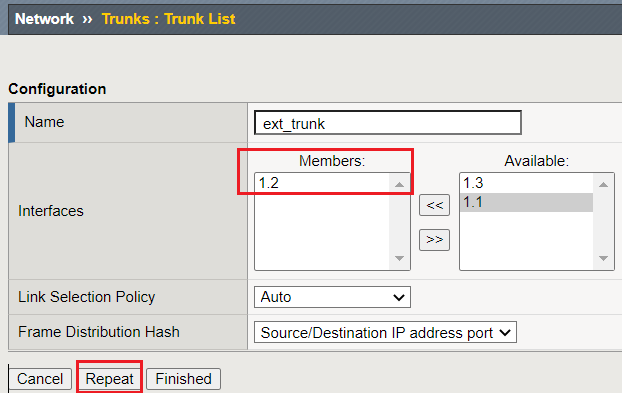 Network ›› Trunks : Trunk List
Configuration
Name ext_trunk
Members: Available:
1.2 1.3
<< 1.1
Interfaces
>>
Link Selection Policy Auto
Frame Distribution Hash Source/Destination IP address port
Cancel Repeat Finished